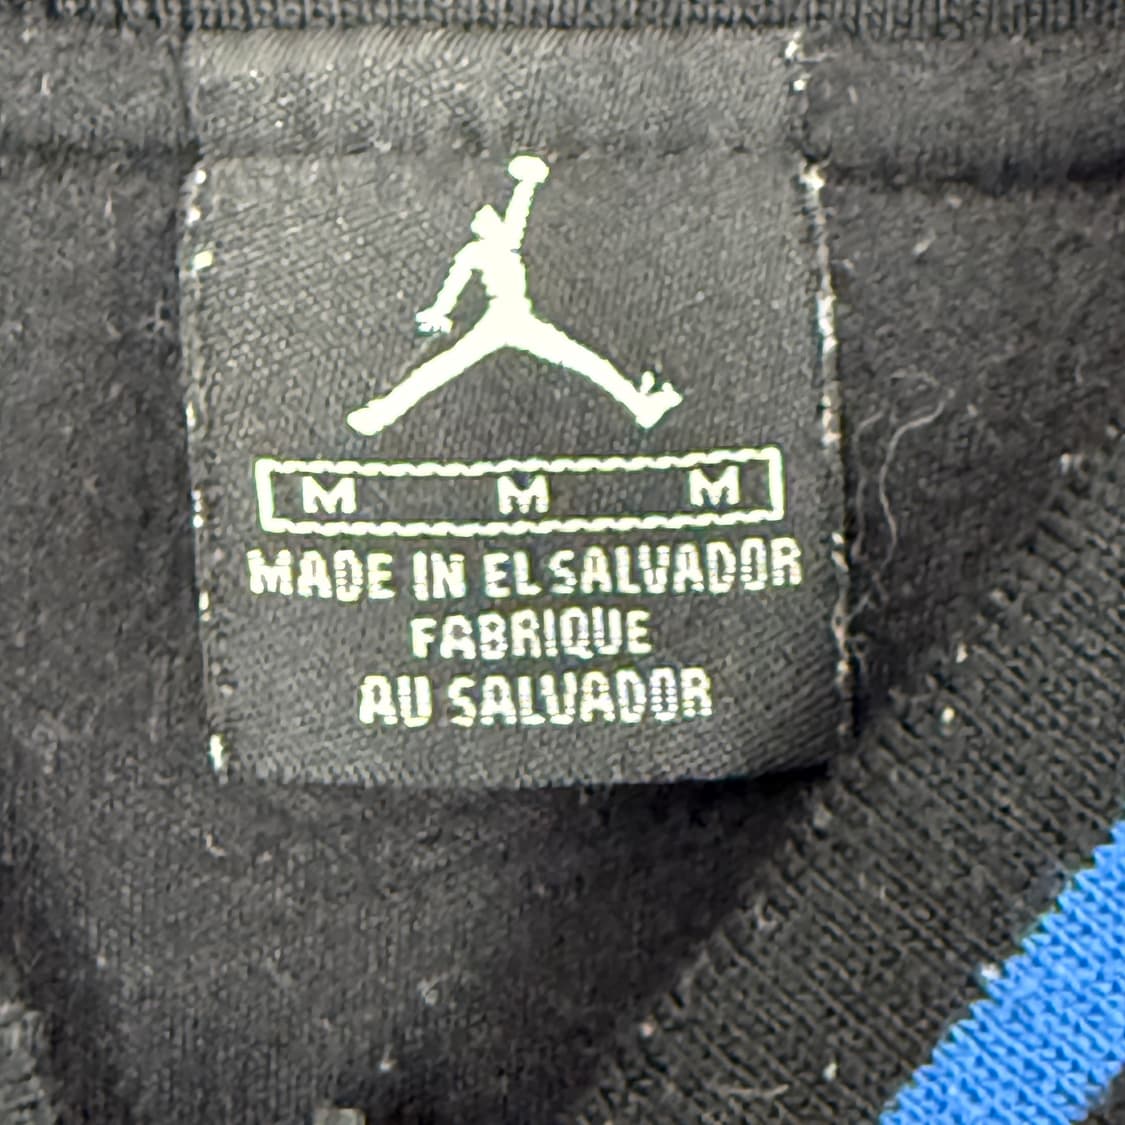 M M M
MADE IN EL SALVADOR
FABRIQUE
AU SALVADOR